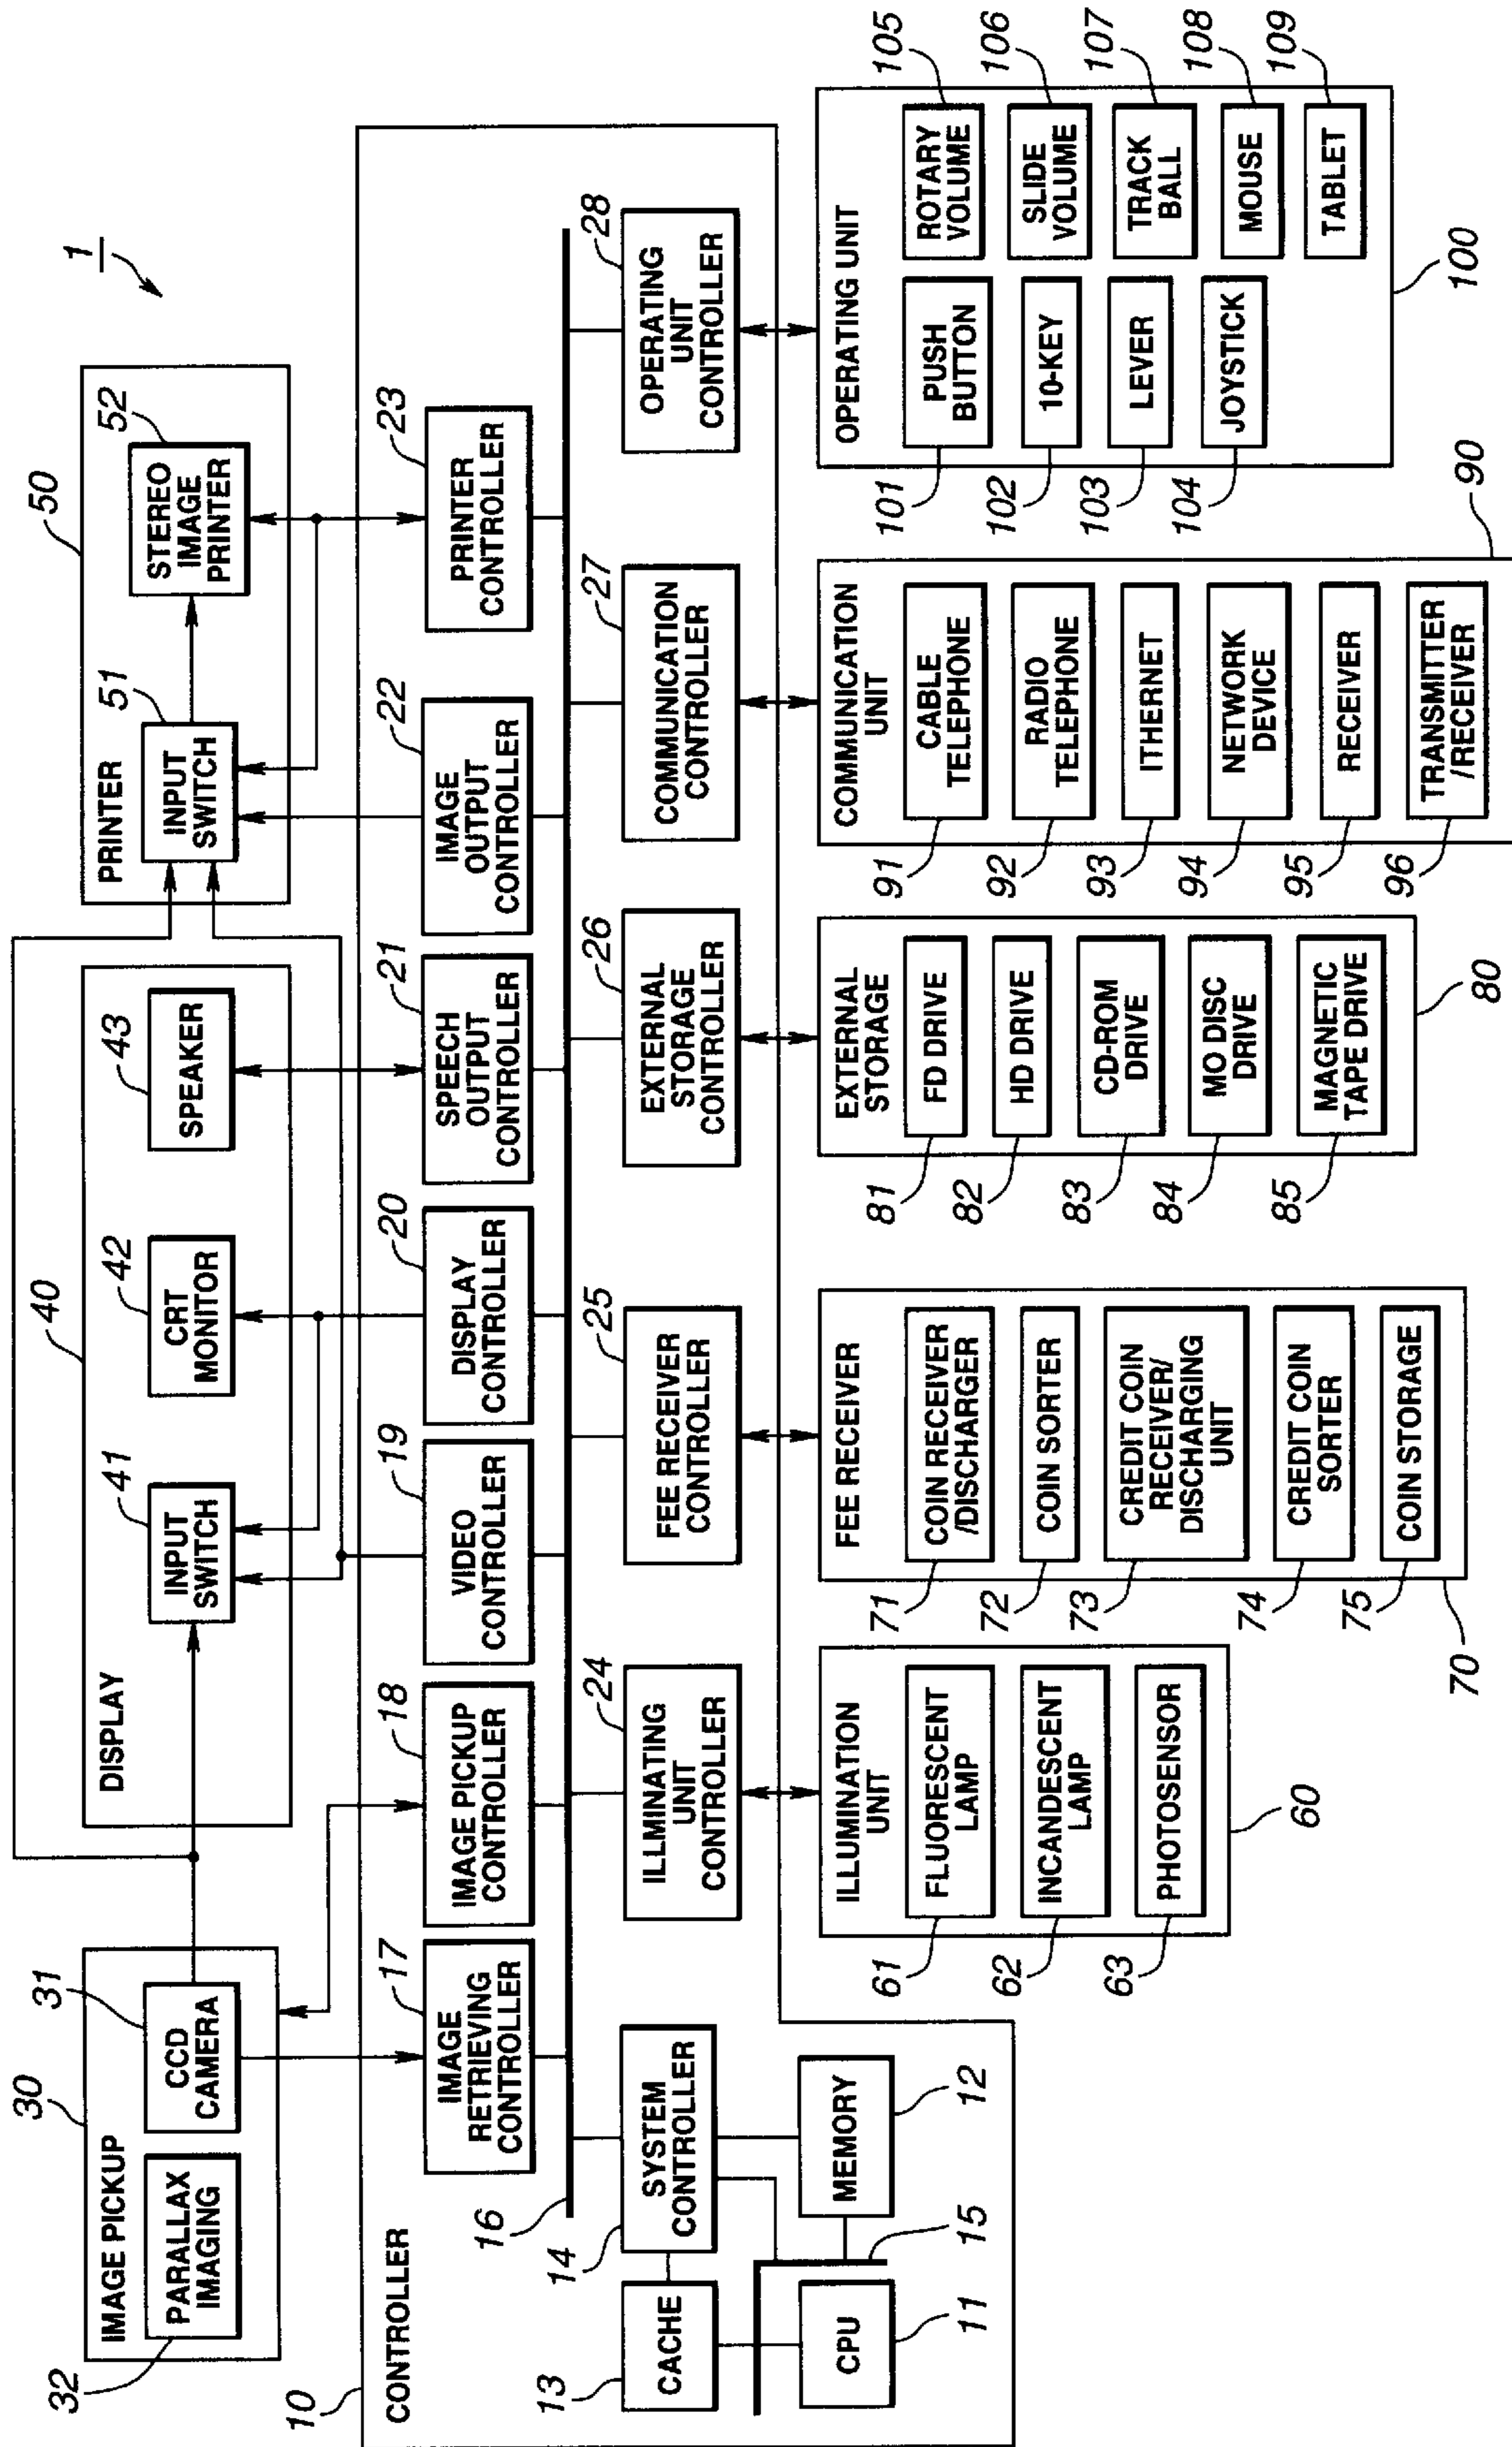 1
30
IMAGE PICKUP
PARALLAX
IMAGING
32
CCD
CAMERA
31
40
DISPLAY
INPUT
SWITCH
41
CRT
MONITOR
42
SPEAKER
43
50
PRINTER
INPUT
SWITCH
51
STEREO
IMAGE
PRINTER
52
10
CONTROLLER
IMAGE
RETRIEVING
CONTROLLER
17
IMAGE PICKUP
CONTROLLER
18
VIDEO
CONTROLLER
19
DISPLAY
CONTROLLER
20
SPEECH
OUTPUT
CONTROLLER
21
IMAGE
OUTPUT
CONTROLLER
22
PRINTER
CONTROLLER
23
16
CACHE
13
SYSTEM
CONTROLLER
14
CPU
11
MEMORY
12
15
ILLMINATING
UNIT
CONTROLLER
24
FEE RECEIVER
CONTROLLER
25
EXTERNAL
STORAGE
CONTROLLER
26
COMMUNICATION
CONTROLLER
27
OPERATING
UNIT
CONTROLLER
28
ILLUMINATION
UNIT
FLUORESCENT
LAMP
61
INCANDESCENT
LAMP
62
PHOTOSENSOR
63
60
FEE RECEIVER
COIN RECEIVER
/DISCHARGER
71
COIN SORTER
72
CREDIT COIN
RECEIVER/
DISCHARGING
UNIT
73
CREDIT COIN
SORTER
74
COIN STORAGE
75
70
EXTERNAL
STORAGE
FD DRIVE
81
HD DRIVE
82
CD-ROM
DRIVE
83
MO DISC
DRIVE
84
MAGNETIC
TAPE DRIVE
85
80
COMMUNICATION
UNIT
CABLE
TELEPHONE
91
RADIO
TELEPHONE
92
ITHERNET
93
NETWORK
DEVICE
94
RECEIVER
95
TRANSMITTER
/RECEIVER
96
90
OPERATING UNIT
PUSH
BUTTON
101
10-KEY
102
LEVER
103
JOYSTICK
104
ROTARY
VOLUME
105
SLIDE
VOLUME
106
TRACK
BALL
107
MOUSE
108
TABLET
109
100